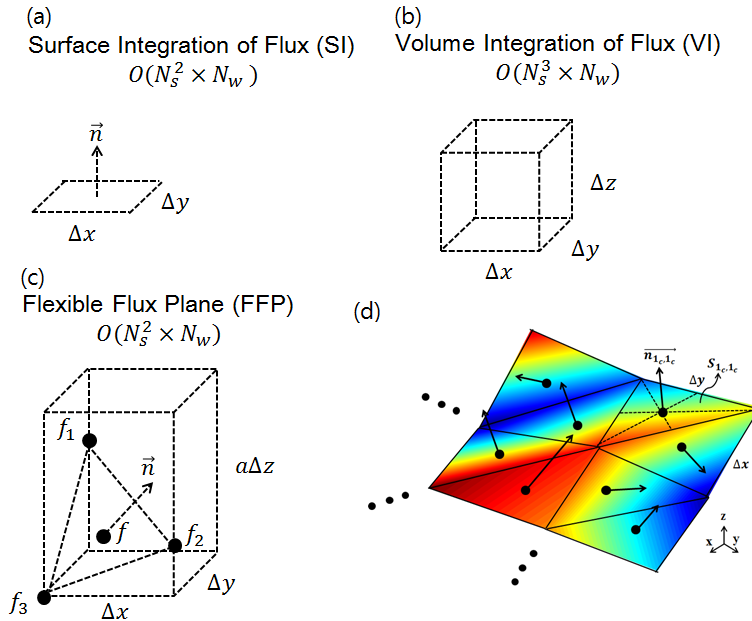 (a)
Surface Integration of Flux (SI)
O(N_s^2 × N_w)
n⃗
Δy
Δx
(b)
Volume Integration of Flux (VI)
O(N_s^3 × N_w)
Δz
Δy
Δx
(c)
Flexible Flux Plane (FFP)
O(N_s^2 × N_w)
f_1
n⃗
aΔz
f
f_2
Δy
f_3
Δx
(d)
n⃗_{1_c,1_c}
S_{1_c,1_c}
Δy
Δx
z
x
y